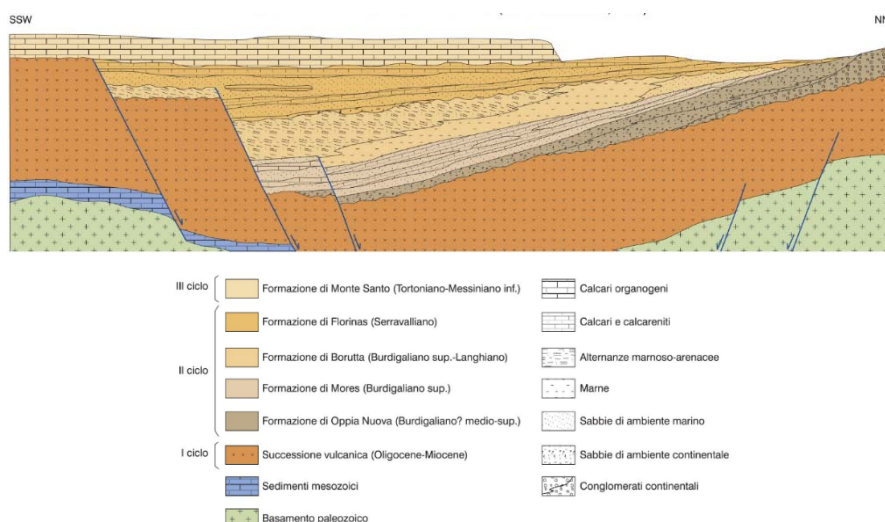 SSW
III ciclo
Formazione di Monte Santo (Tortoniano-Messiniano inf.)
Calcari organogeni
Formazione di Florinas (Serravalliano)
Calcari e calcareniti
II ciclo
Formazione di Borutta (Burdigaliano sup.-Langhiano)
Alternanze marnoso-arenacee
Formazione di Mores (Burdigaliano sup.)
Marne
Formazione di Oppia Nuova (Burdigaliano? medio-sup.)
Sabbie di ambiente marino
I ciclo
Successione vulcanica (Oligocene-Miocene)
Sabbie di ambiente continentale
Sedimenti mesozoici
Conglomerati continentali
Basamento paleozoico